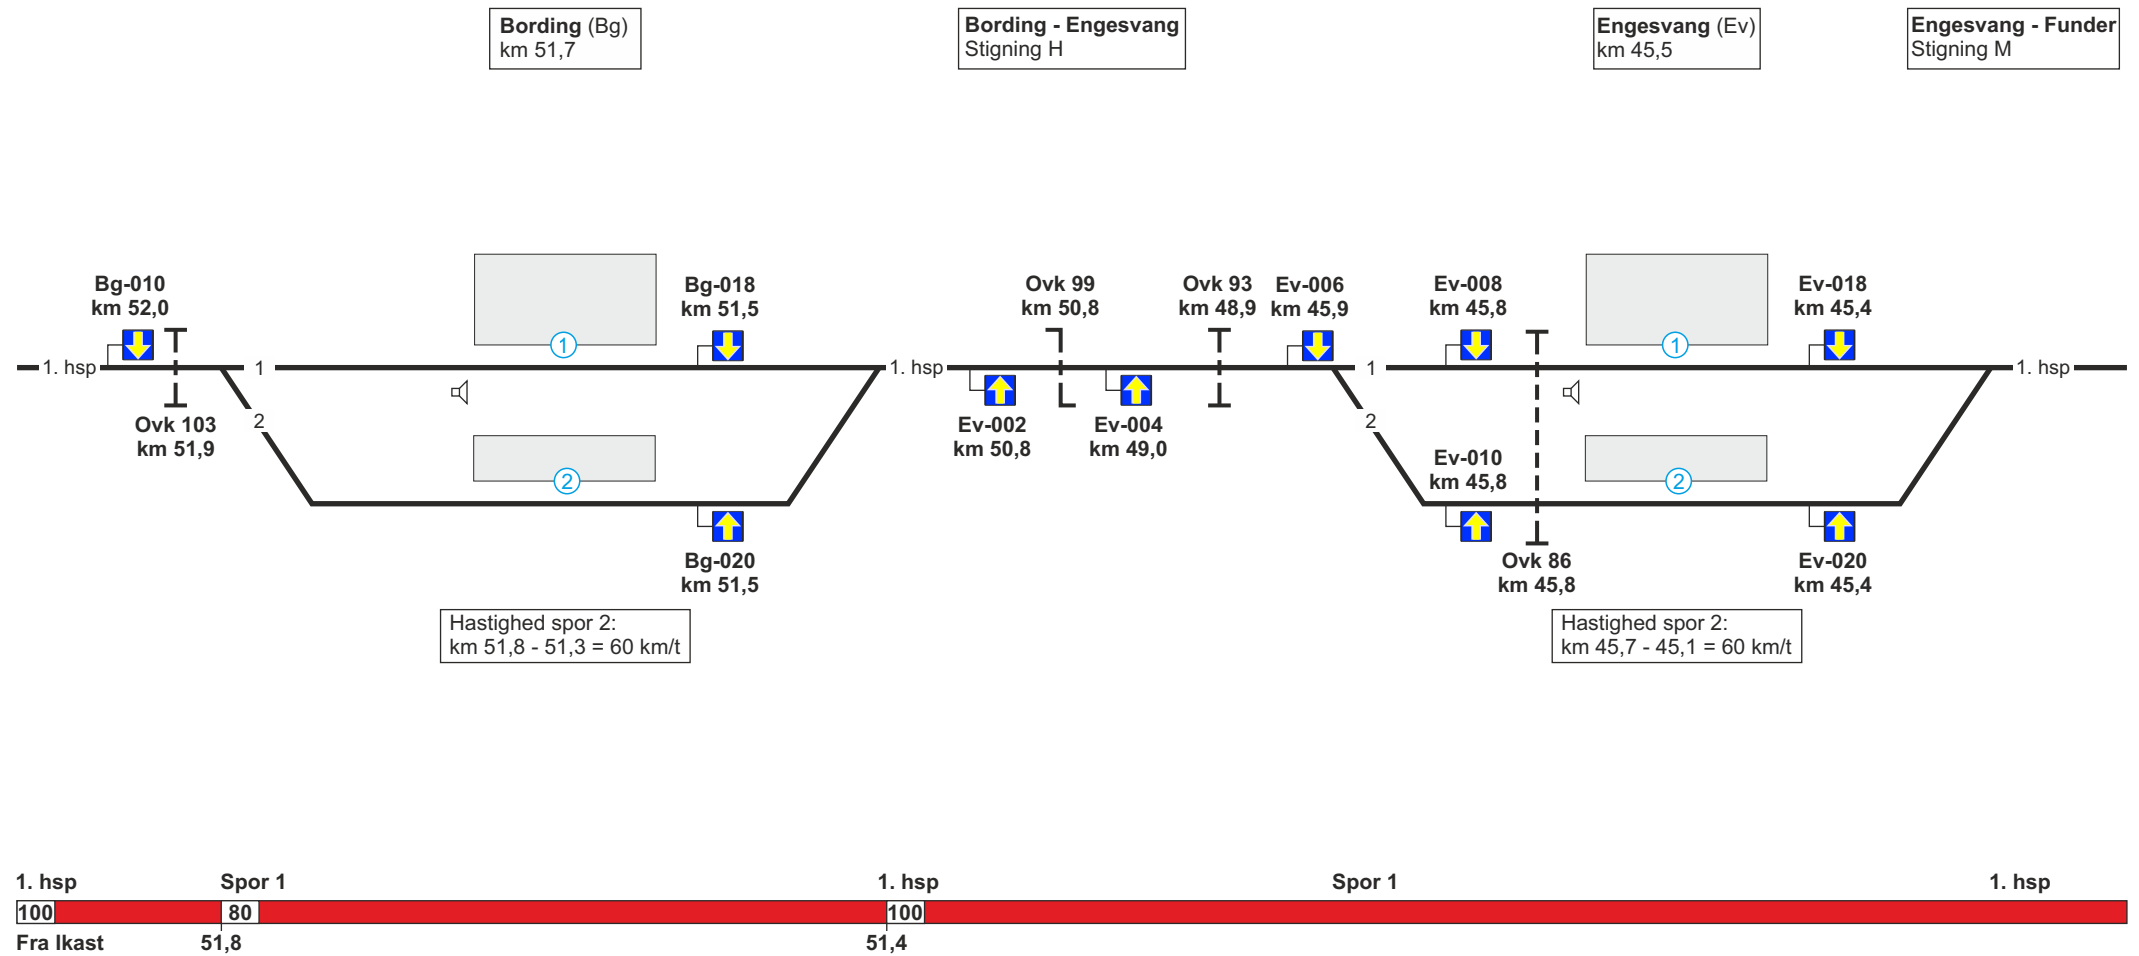 Bording (Bg)
km 51,7
Bording - Engesvang
Stigning H
Engesvang (Ev)
km 45,5
Engesvang - Funder
Stigning M
Bg-010
km 52,0
Bg-018
km 51,5
Ovk 99
km 50,8
Ovk 93
km 48,9
Ev-006
km 45,9
Ev-008
km 45,8
Ev-018
km 45,4
1
1
1. hsp
1
1. hsp
1
1. hsp
Ovk 103
km 51,9
2
Ev-002
km 50,8
Ev-004
km 49,0
2
Ev-010
km 45,8
2
2
Bg-020
km 51,5
Ovk 86
km 45,8
Ev-020
km 45,4
Hastighed spor 2:
km 51,8 - 51,3 = 60 km/t
Hastighed spor 2:
km 45,7 - 45,1 = 60 km/t
1. hsp
Spor 1
1. hsp
Spor 1
1. hsp
100
80
100
Fra Ikast
51,8
51,4